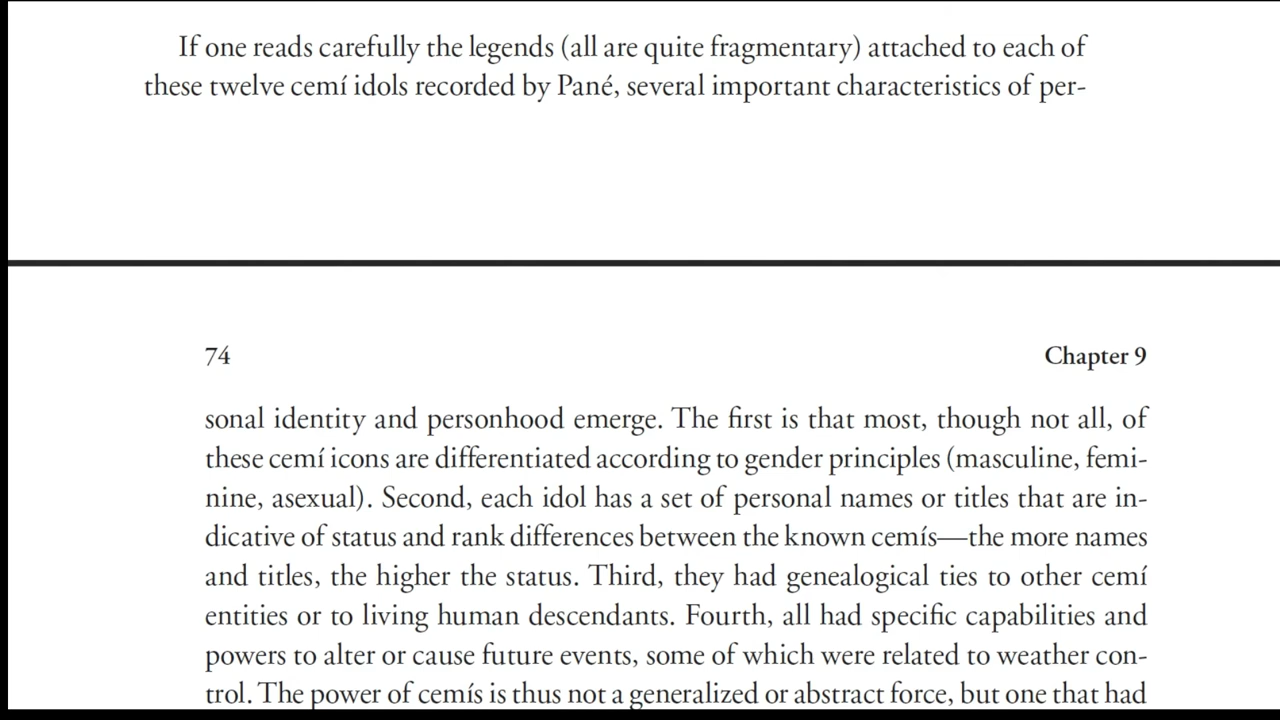 If one reads carefully the legends (all are quite fragmentary) attached to each of
these twelve cemí idols recorded by Pané, several important characteristics of per-
74 Chapter 9
sonal identity and personhood emerge. The first is that most, though not all, of
these cemí icons are differentiated according to gender principles (masculine, femi-
nine, asexual). Second, each idol has a set of personal names or titles that are in-
dicative of status and rank differences between the known cemís—the more names
and titles, the higher the status. Third, they had genealogical ties to other cemí
entities or to living human descendants. Fourth, all had specific capabilities and
powers to alter or cause future events, some of which were related to weather con-
trol. The power of cemís is thus not a generalized or abstract force, but one that had